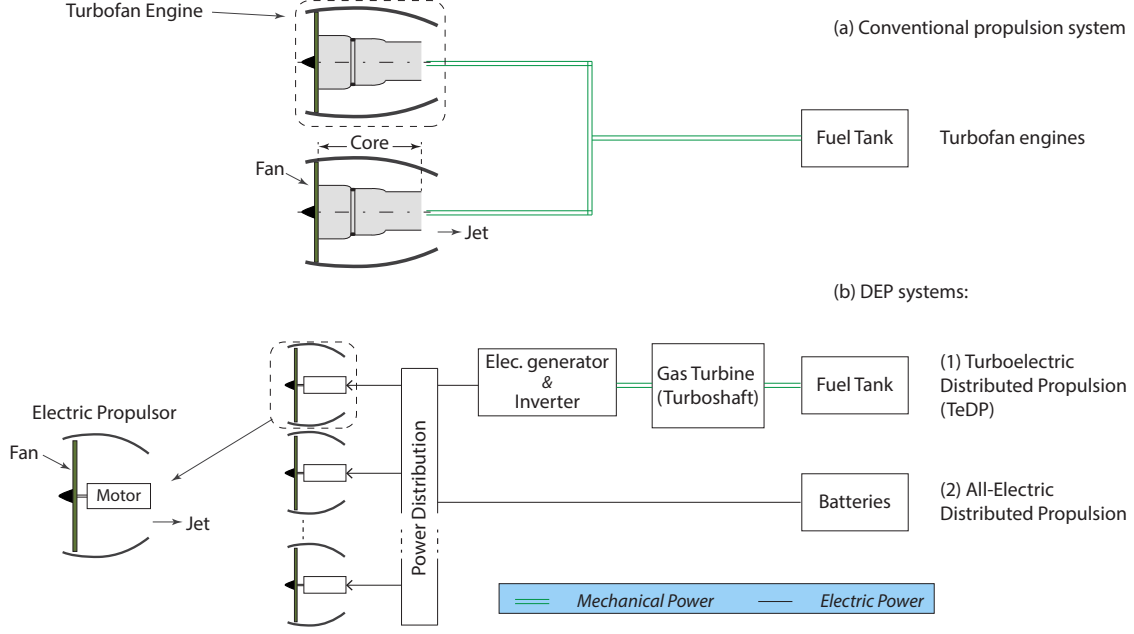 Turbofan Engine
(a) Conventional propulsion system
Core
Fan
Jet
Fuel Tank
Turbofan engines
(b) DEP systems:
Elec. generator
&
Inverter
Gas Turbine
(Turboshaft)
Fuel Tank
(1) Turboelectric
Distributed Propulsion
(TeDP)
Electric Propulsor
Fan
Motor
Jet
Power Distribution
Batteries
(2) All-Electric
Distributed Propulsion
Mechanical Power
Electric Power